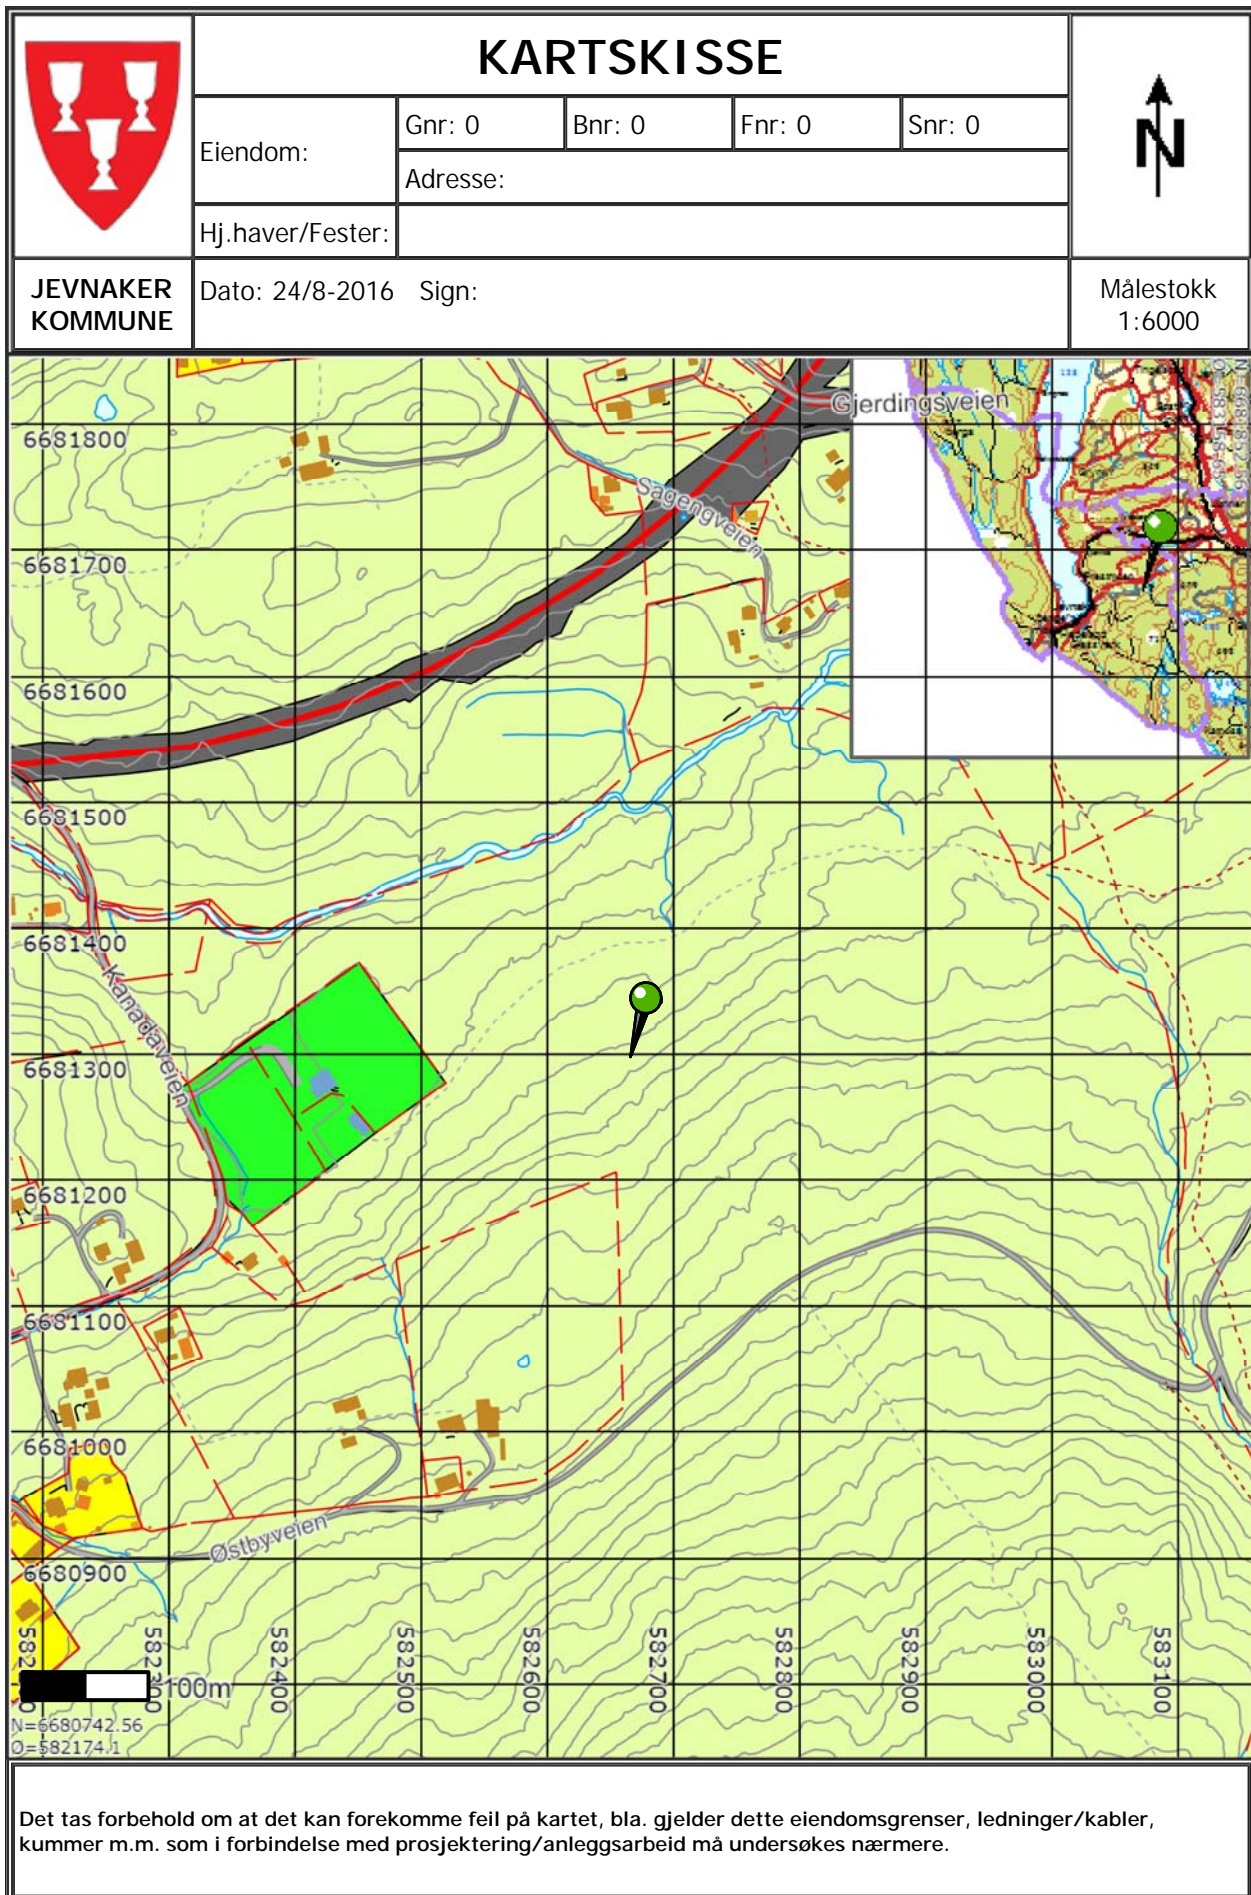 KARTSKISSE
Eiendom:
Gnr: 0
Bnr: 0
Fnr: 0
Snr: 0
Adresse:
Hj.haver/Fester:
N
JEVNAKER
KOMMUNE
Dato: 24/8-2016 Sign:
Målestokk
1:6000
Gjerdingsveien
6681800
Sagengveien
6681700
6681600
6681500
6681400
Kanadaveien
6681300
6681200
6681100
6681000
Østbyveien
6680900
582400
582500
582600
582700
582800
582900
583000
583100
100m
N=6680742.56
O=582174.1
Det tas forbehold om at det kan forekomme feil på kartet, bla. gjelder dette eiendomsgrenser, ledninger/kabler,
kummer m.m. som i forbindelse med prosjektering/anleggsarbeid må undersøkes nærmere.